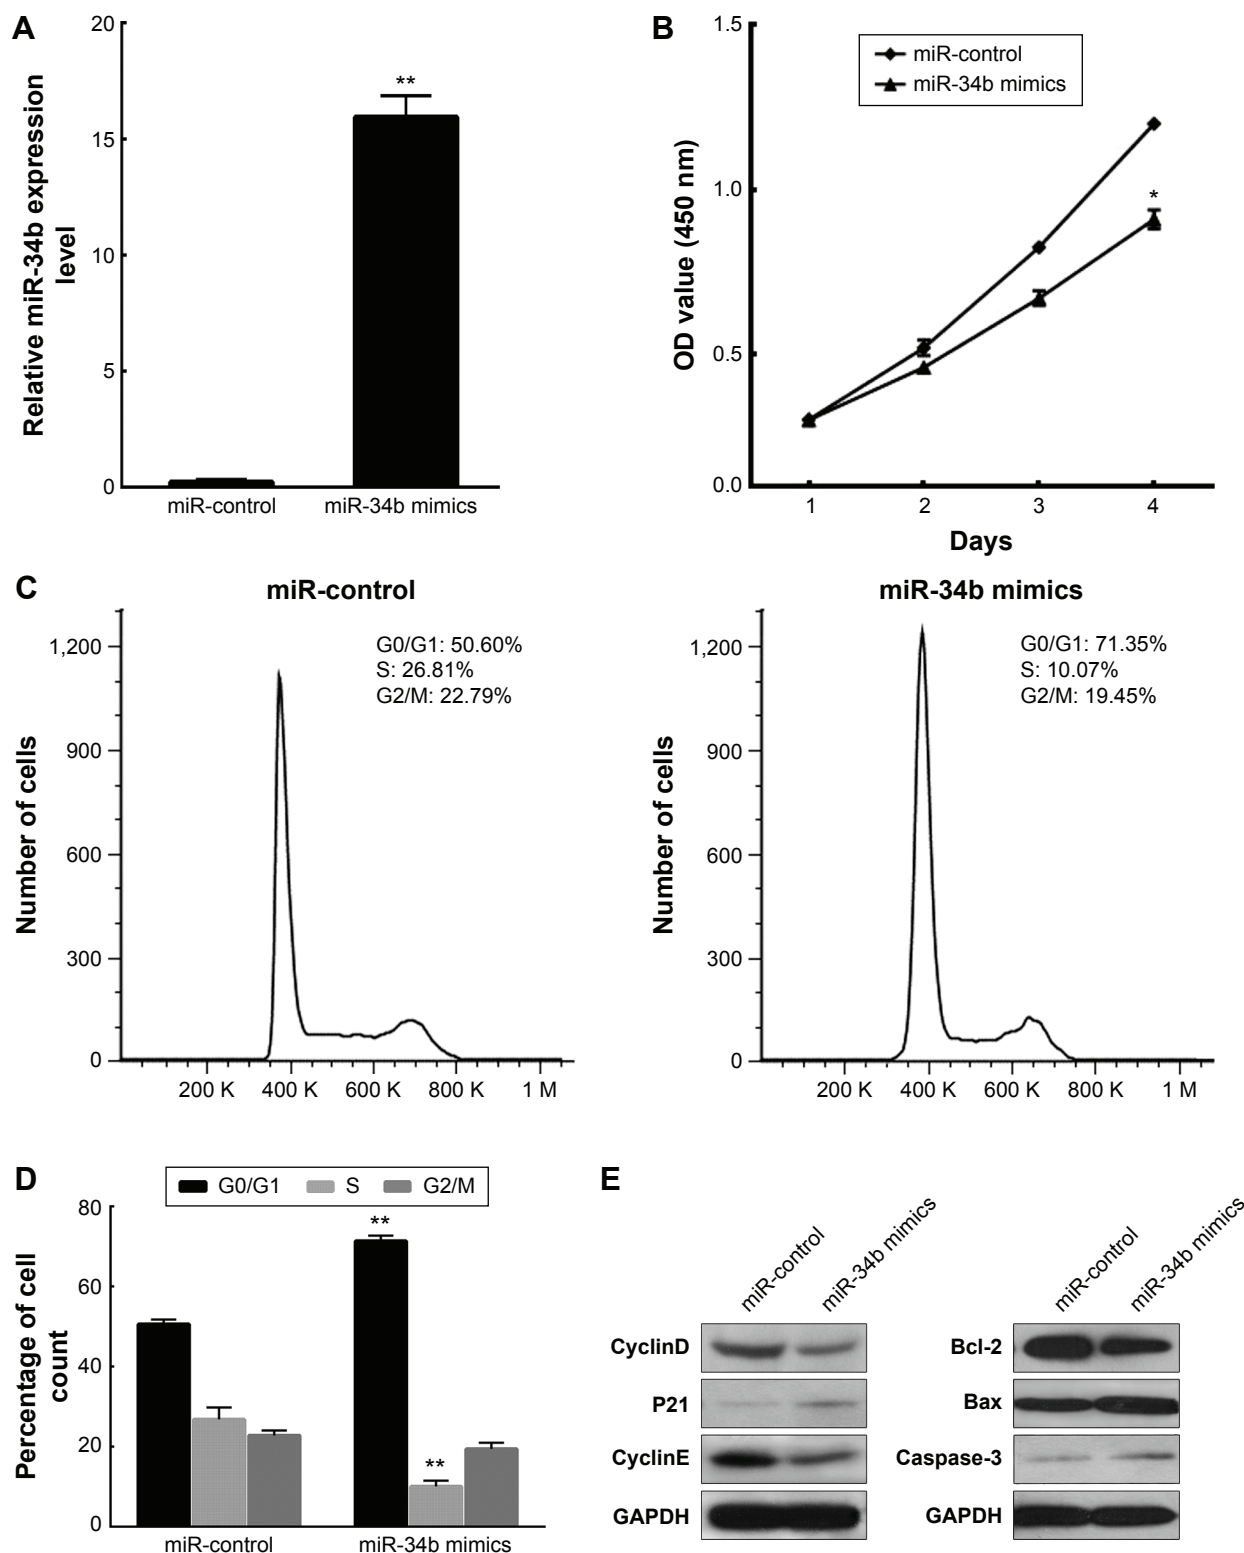 A
20
15
10
5
0
Relative miR-34b expression
level
**
miR-control
miR-34b mimics
B
1.5
1.0
0.5
0.0
OD value (450 nm)
miR-control
miR-34b mimics
*
1 2 3 4
Days
C
miR-control
G0/G1: 50.60%
S: 26.81%
G2/M: 22.79%
Number of cells
1,200
900
600
300
0
200 K 400 K 600 K 800 K 1 M
miR-34b mimics
G0/G1: 71.35%
S: 10.07%
G2/M: 19.45%
Number of cells
1,200
900
600
300
0
200 K 400 K 600 K 800 K 1 M
D
G0/G1 S G2/M
Percentage of cell
count
80
60
40
20
0
**
**
miR-control
miR-34b mimics
E
miR-control
miR-34b mimics
CyclinD
P21
CyclinE
GAPDH
miR-control
miR-34b mimics
Bcl-2
Bax
Caspase-3
GAPDH